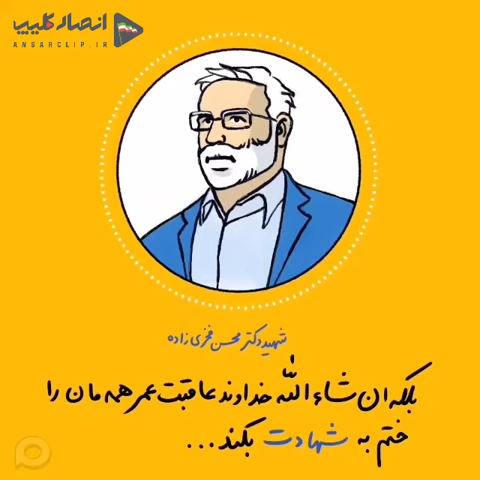 انصار کلیپ
ANSARCLIP.IR
شهید دکتر محسن فخری زاده
بلکه ان شاء الله خداوند عاقبت عمر همه مان را
ختم به شهادت بکند...